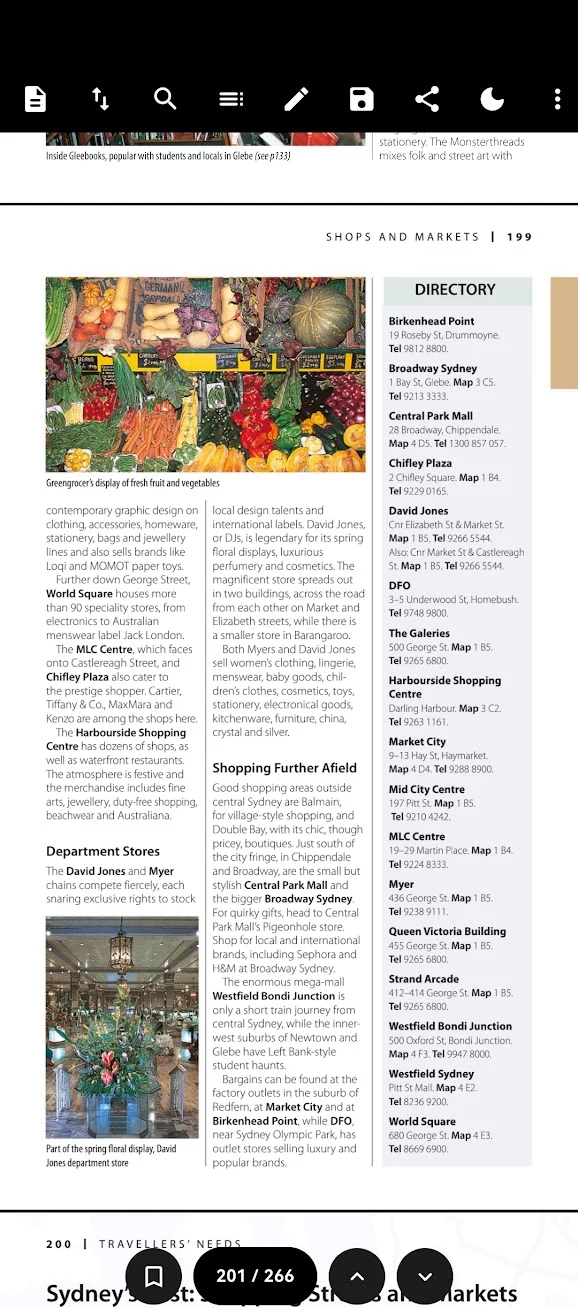 stationery. The Monsterthreads
mixes folk and street art with
Inside Gleebooks, popular with students and locals in Glebe (see p133)
SHOPS AND MARKETS | 199
Greengrocer's display of fresh fruit and vegetables
contemporary graphic design on
clothing, accessories, homeware,
stationery, bags and jewellery
lines and also sells brands like
Loqi and MOMOT paper toys.
Further down George Street,
World Square houses more
than 90 speciality stores, from
electronics to Australian
menswear label Jack London.
The MLC Centre, which faces
onto Castlereagh Street, and
Chifley Plaza also cater to
the prestige shopper. Cartier,
Tiffany & Co., MaxMara and
Kenzo are among the shops here.
The Harbourside Shopping
Centre has dozens of shops, as
well as waterfront restaurants.
The atmosphere is festive and
the merchandise includes fine
arts, jewellery, duty-free shopping,
beachwear and Australiana.
Department Stores
The David Jones and Myer
chains compete fiercely, each
snaring exclusive rights to stock
Part of the spring floral display, David
Jones department store
local design talents and
international labels. David Jones,
or DJs, is legendary for its spring
floral displays, luxurious
perfumery and cosmetics. The
magnificent store spreads out
in two buildings, across the road
from each other on Market and
Elizabeth streets, while there is
a smaller store in Barangaroo.
Both Myers and David Jones
sell women's clothing, lingerie,
menswear, baby goods, chil-
dren's clothes, cosmetics, toys,
stationery, electronical goods,
kitchenware, furniture, china,
crystal and silver.
Shopping Further Afield
Good shopping areas outside
central Sydney are Balmain,
for village-style shopping, and
Double Bay, with its chic, though
pricey, boutiques. Just south of
the city fringe, in Chippendale
and Broadway, are the small but
stylish Central Park Mall and
the bigger Broadway Sydney.
For quirky gifts, head to Central
Park Mall's Pigeonhole store.
Shop for local and international
brands, including Sephora and
H&M at Broadway Sydney.
The enormous mega-mall
Westfield Bondi Junction is
only a short train journey from
central Sydney, while the inner-
west suburbs of Newtown and
Glebe have Left Bank-style
student haunts.
Bargains can be found at the
factory outlets in the suburb of
Redfern, at Market City and at
Birkenhead Point, while DFO,
near Sydney Olympic Park, has
outlet stores selling luxury and
popular brands.
DIRECTORY
Birkenhead Point
19 Roseby St, Drummoyne.
Tel 9812 8800.
Broadway Sydney
1 Bay St, Glebe. Map 3 C5.
Tel 9213 3333.
Central Park Mall
28 Broadway, Chippendale.
Map 4 D5. Tel 1300 857 057.
Chifley Plaza
2 Chifley Square. Map 1 B4.
Tel 9229 0165.
David Jones
Cnr Elizabeth St & Market St.
Map 1 B5. Tel 9266 5544.
Also: Cnr Market St & Castlereagh
St. Map 1 B5. Tel 9266 5544.
DFO
3–5 Underwood St, Homebush.
Tel 9748 9800.
The Galeries
500 George St. Map 1 B5.
Tel 9265 6800.
Harbourside Shopping
Centre
Darling Harbour. Map 3 C2.
Tel 9263 1161.
Market City
9–13 Hay St, Haymarket.
Map 4 D4. Tel 9288 8900.
Mid City Centre
197 Pitt St. Map 1 B5.
Tel 9210 4242.
MLC Centre
19–29 Martin Place. Map 1 B4.
Tel 9224 8333.
Myer
436 George St. Map 1 B5.
Tel 9238 9111.
Queen Victoria Building
455 George St. Map 1 B5.
Tel 9265 6800.
Strand Arcade
412–414 George St. Map 1 B5.
Tel 9265 6800.
Westfield Bondi Junction
500 Oxford St, Bondi Junction.
Map 4 F3. Tel 9947 8000.
Westfield Sydney
Pitt St Mall. Map 4 E2.
Tel 8236 9200.
World Square
680 George St. Map 4 E3.
Tel 8669 6900.
200 | TRAVELLERS' NEEDS
201 / 266